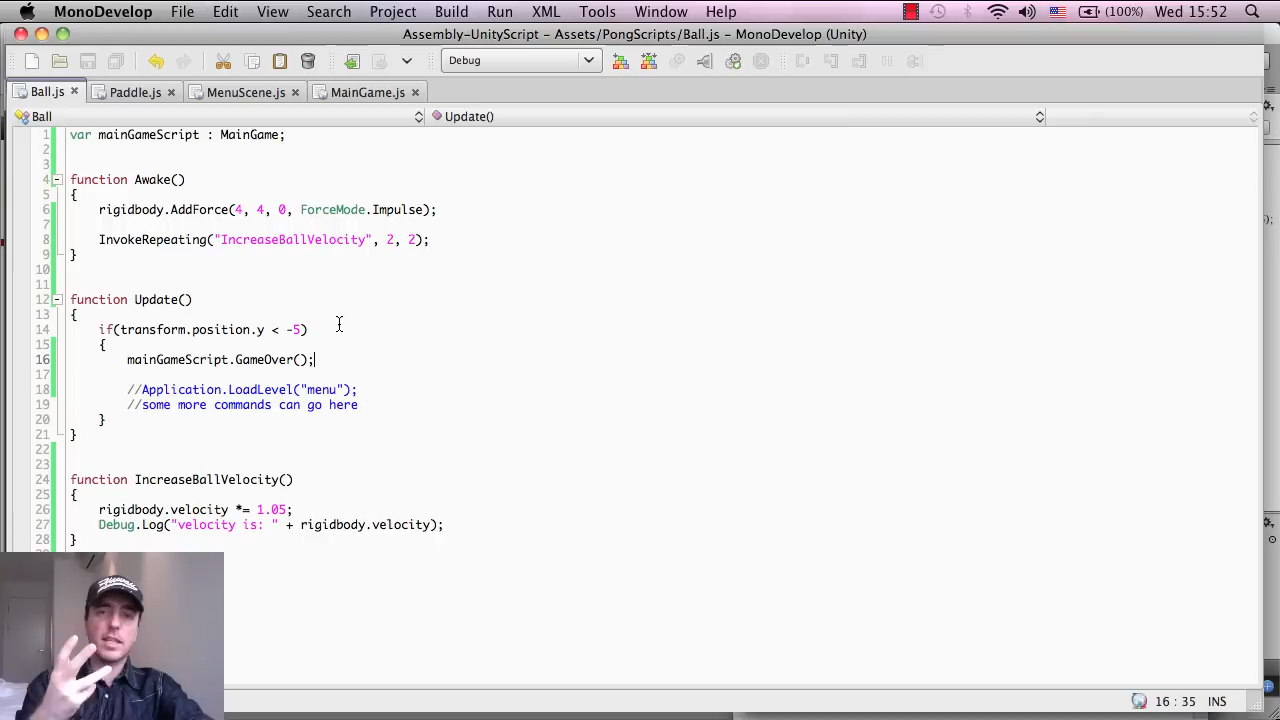 MonoDevelop File Edit View Search Project Build Run XML Tools Window Help (100%) Wed 15:52
Assembly-UnityScript - Assets/PongScripts/Ball.js - MonoDevelop (Unity)
Debug
Ball.js Paddle.js MenuScene.js MainGame.js
Ball Update()
1 var mainGameScript : MainGame;
2
3
4 function Awake()
5 {
6 rigidbody.AddForce(4, 4, 0, ForceMode.Impulse);
7
8 InvokeRepeating("IncreaseBallVelocity", 2, 2);
9 }
10
11
12 function Update()
13 {
14 if(transform.position.y < -5)
15 {
16 mainGameScript.GameOver();
17
18 //Application.LoadLevel("menu");
19 //some more commands can go here
20 }
21 }
22
23
24 function IncreaseBallVelocity()
25 {
26 rigidbody.velocity *= 1.05;
27 Debug.Log("velocity is: " + rigidbody.velocity);
28 }
16 : 35 INS